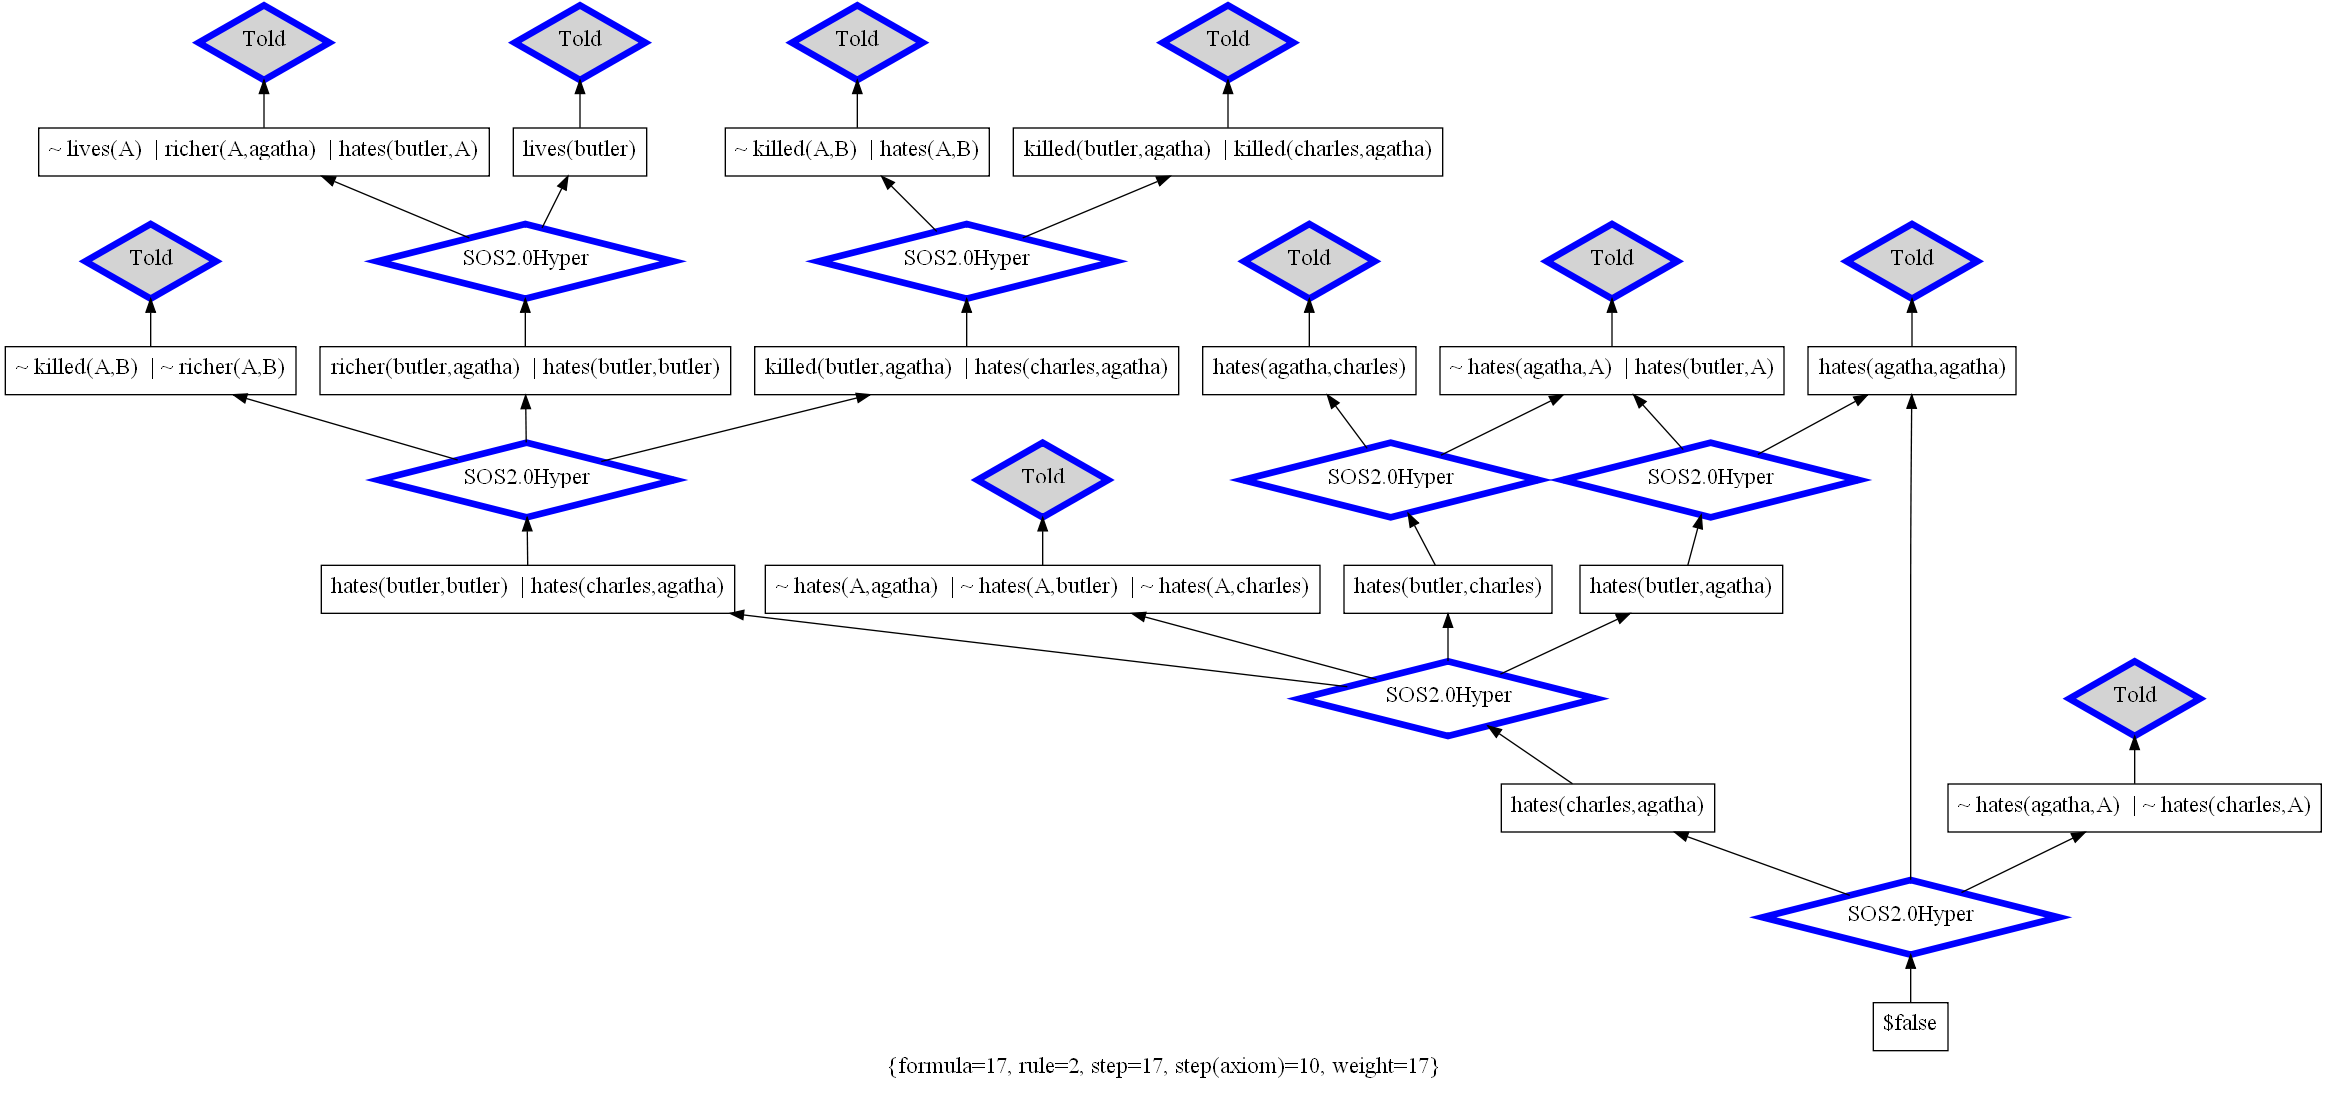 Told
Told
Told
Told
~ lives(A) | richer(A,agatha) | hates(butler,A)
lives(butler)
~ killed(A,B) | hates(A,B)
killed(butler,agatha) | killed(charles,agatha)
Told
SOS2.0Hyper
SOS2.0Hyper
Told
Told
Told
~ killed(A,B) | ~ richer(A,B)
richer(butler,agatha) | hates(butler,butler)
killed(butler,agatha) | hates(charles,agatha)
hates(agatha,charles)
~ hates(agatha,A) | hates(butler,A)
hates(agatha,agatha)
SOS2.0Hyper
Told
SOS2.0Hyper
SOS2.0Hyper
hates(butler,butler) | hates(charles,agatha)
~ hates(A,agatha) | ~ hates(A,butler) | ~ hates(A,charles)
hates(butler,charles)
hates(butler,agatha)
SOS2.0Hyper
Told
hates(charles,agatha)
~ hates(agatha,A) | ~ hates(charles,A)
SOS2.0Hyper
$false
{formula=17, rule=2, step=17, step(axiom)=10, weight=17}